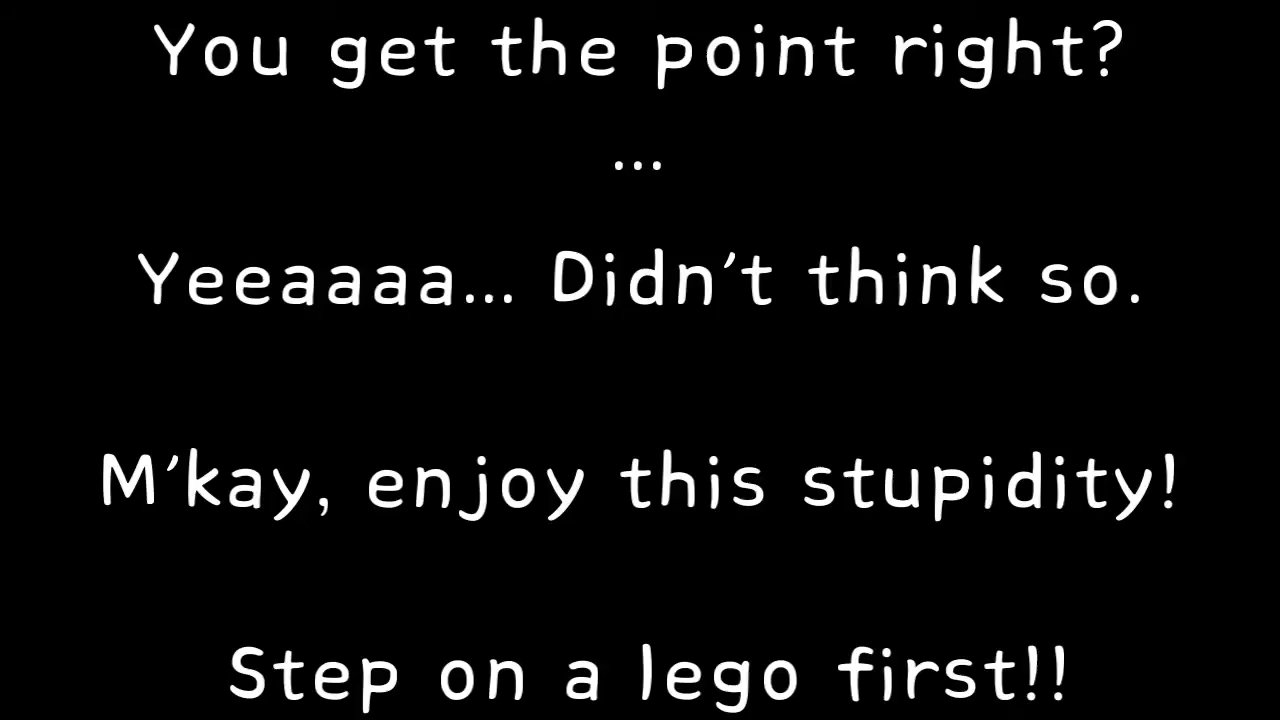 You get the point right?
...
Yeeaaaa... Didn't think so.
M'kay, enjoy this stupidity!
Step on a lego first!!